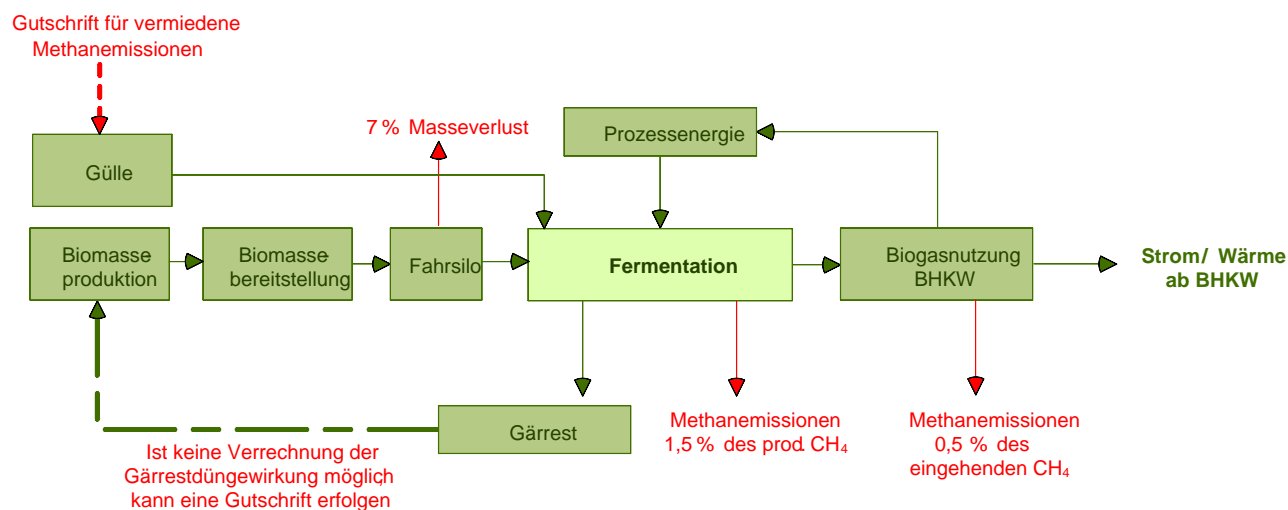 Gutschrift für vermiedene
Methanemissionen
7 % Masseverlust
Prozessenergie
Gülle
Biomasse-
produktion
Biomasse-
bereitstellung
Fahrsilo
Fermentation
Biogasnutzung
BHKW
Strom/ Wärme
ab BHKW
Gärrest
Methanemissionen
1,5 % des prod. CH₄
Methanemissionen
0,5 % des
eingehenden CH₄
Ist keine Verrechnung der
Gärrestdüngewirkung möglich,
kann eine Gutschrift erfolgen